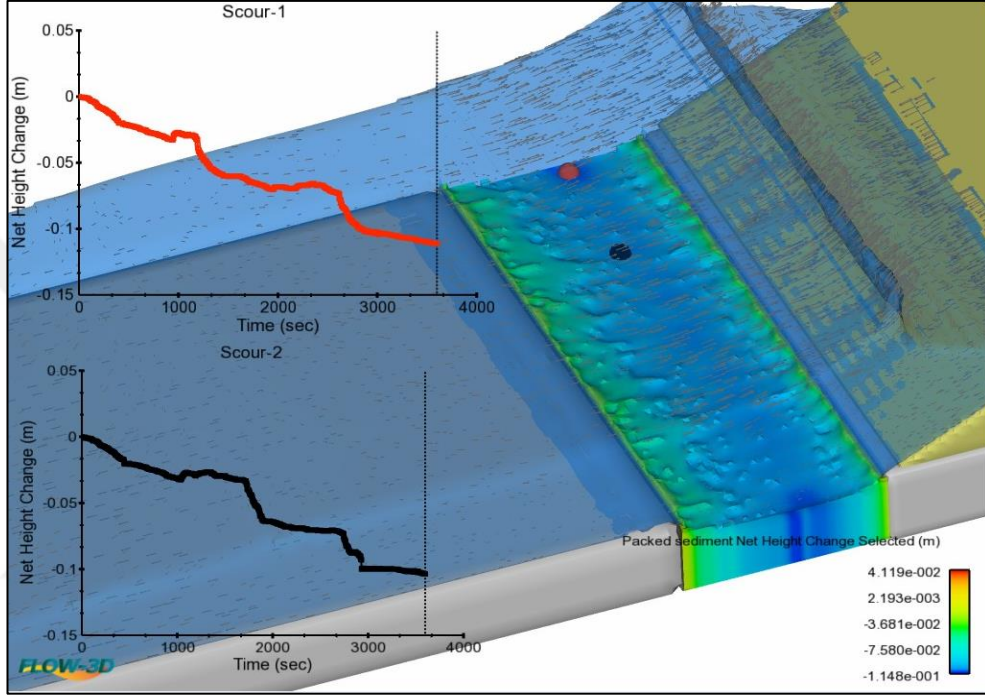 Scour-1
0.05
0
-0.05
-0.1
-0.15
Net Height Change (m)
0 1000 2000 3000 4000
Time (sec)
Scour-2
0.05
0
-0.05
-0.1
-0.15
Net Height Change (m)
0 1000 2000 3000 4000
Time (sec)
Packed sediment Net Height Change Selected (m)
4.119e-002
2.193e-003
-3.681e-002
-7.580e-002
-1.148e-001
FLOW-3D